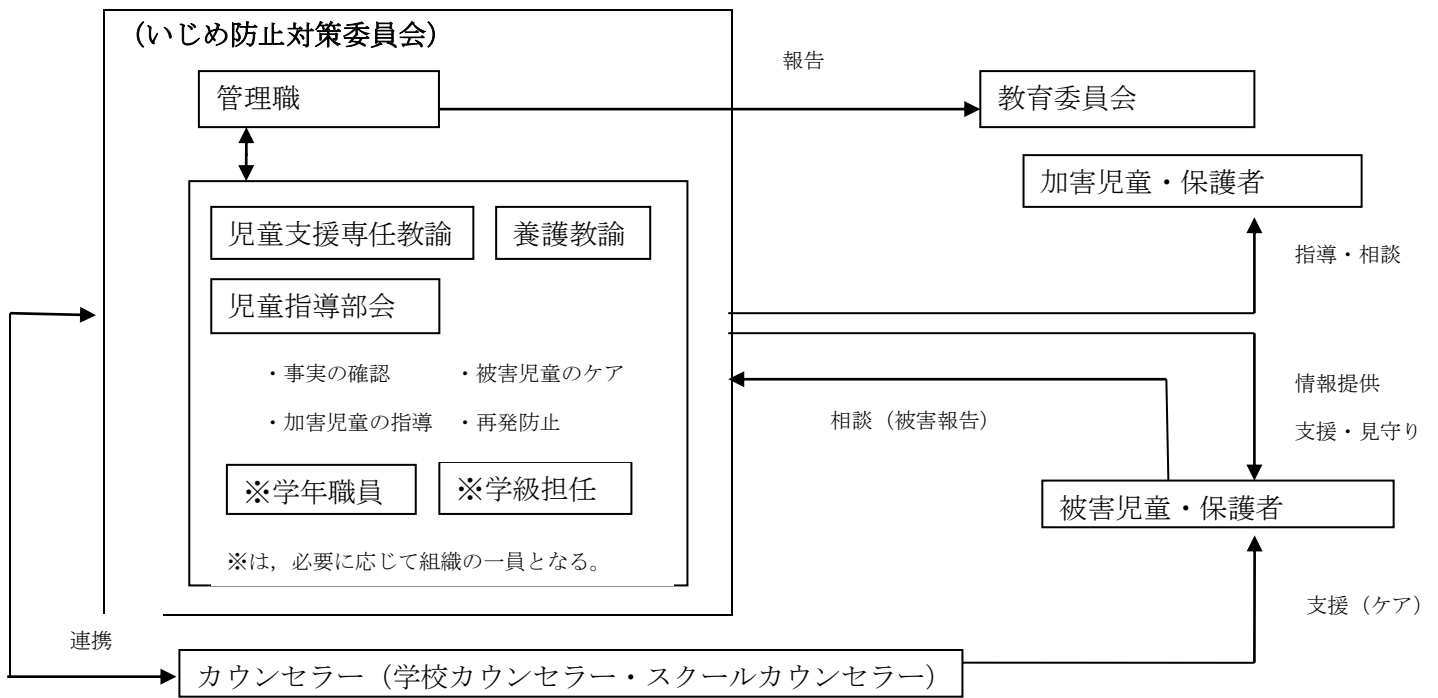 (いじめ防止対策委員会)
報告
管理職
教育委員会
加害児童・保護者
児童支援専任教諭
養護教諭
指導・相談
児童指導部会
・事実の確認
・被害児童のケア
情報提供
・加害児童の指導
・再発防止
相談（被害報告）
支援・見守り
※学年職員
※学級担任
被害児童・保護者
※は，必要に応じて組織の一員となる。
支援（ケア）
連携
カウンセラー（学校カウンセラー・スクールカウンセラー）